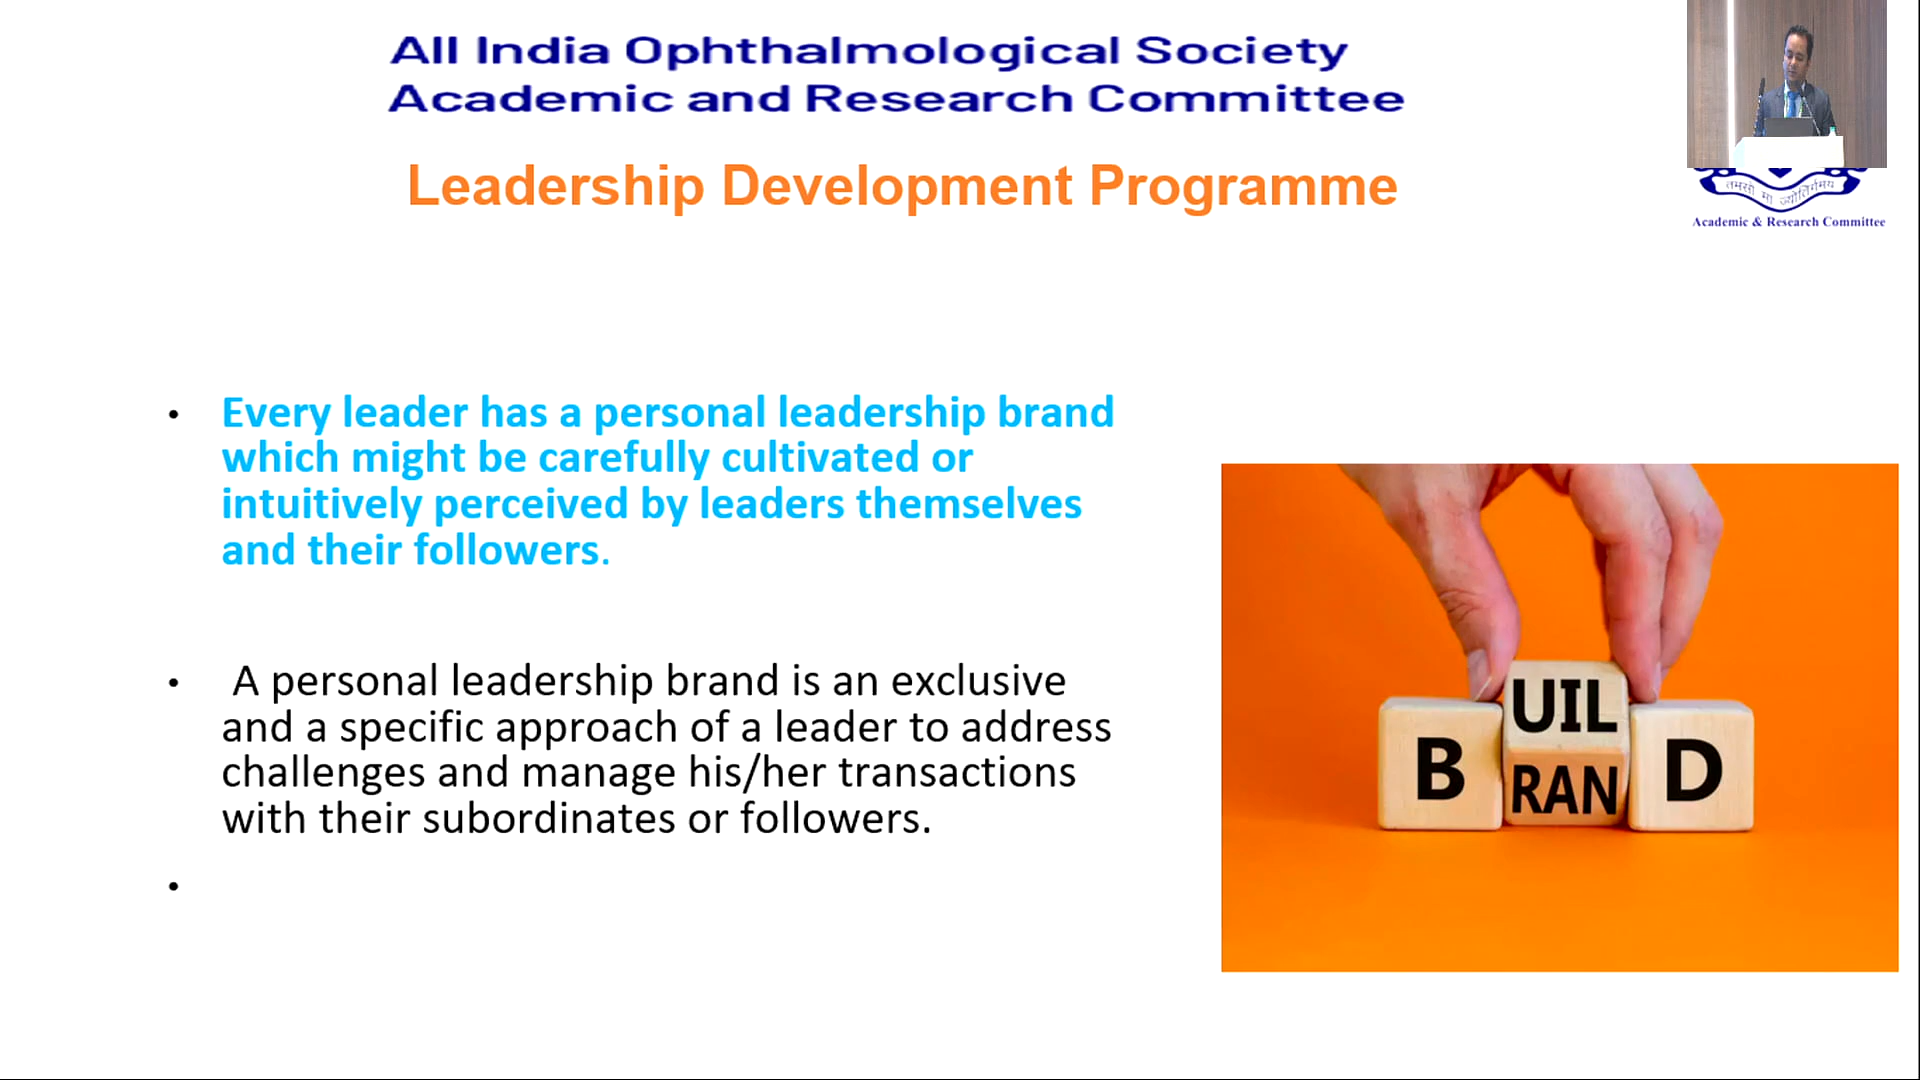 All India Ophthalmological Society
Academic and Research Committee
Leadership Development Programme
तमसो मा ज्योतिर्गमय
Academic & Research Committee
• Every leader has a personal leadership brand
which might be carefully cultivated or
intuitively perceived by leaders themselves
and their followers.
• A personal leadership brand is an exclusive
and a specific approach of a leader to address
challenges and manage his/her transactions
with their subordinates or followers.
•
UIL
B RAN D